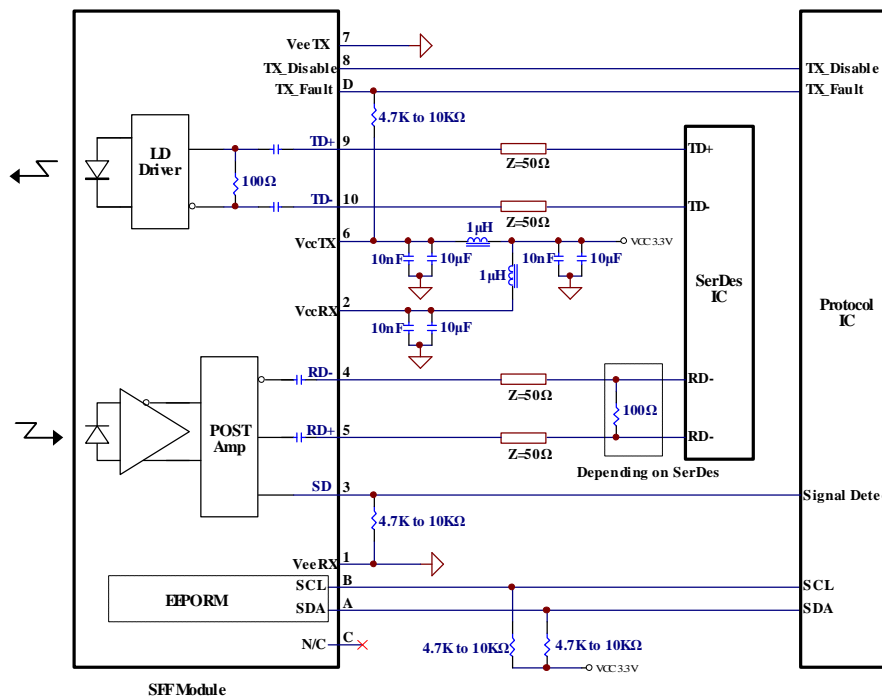 VeeTX 7
TX_Disable 8 TX_Disable
TX_Fault D TX_Fault
4.7K to 10KΩ
LD
Driver
100Ω
TD+ 9 Z=50Ω TD+
TD- 10 Z=50Ω TD-
VccTX 6
1µH
VCC3.3V
10nF 10µF
1µH
10nF 10µF
SerDes
IC
Protocol
IC
VccRX 2
10nF 10µF
RD- 4 Z=50Ω RD-
100Ω
POST
Amp
RD+ 5 Z=50Ω RD-
Depending on SerDes
SD 3 Signal Dete
4.7K to 10KΩ
VeeRX 1
EEPORM
SCL B SCL
SDA A SDA
N/C C
4.7K to 10KΩ 4.7K to 10KΩ
VCC3.3V
SFF Module